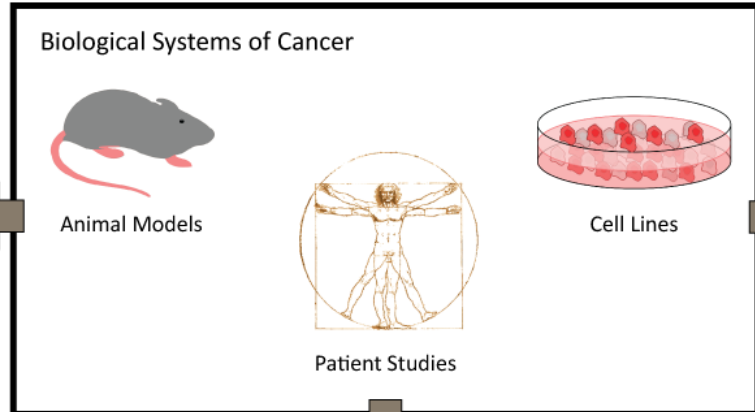 Biological Systems of Cancer
Animal Models
Cell Lines
Patient Studies